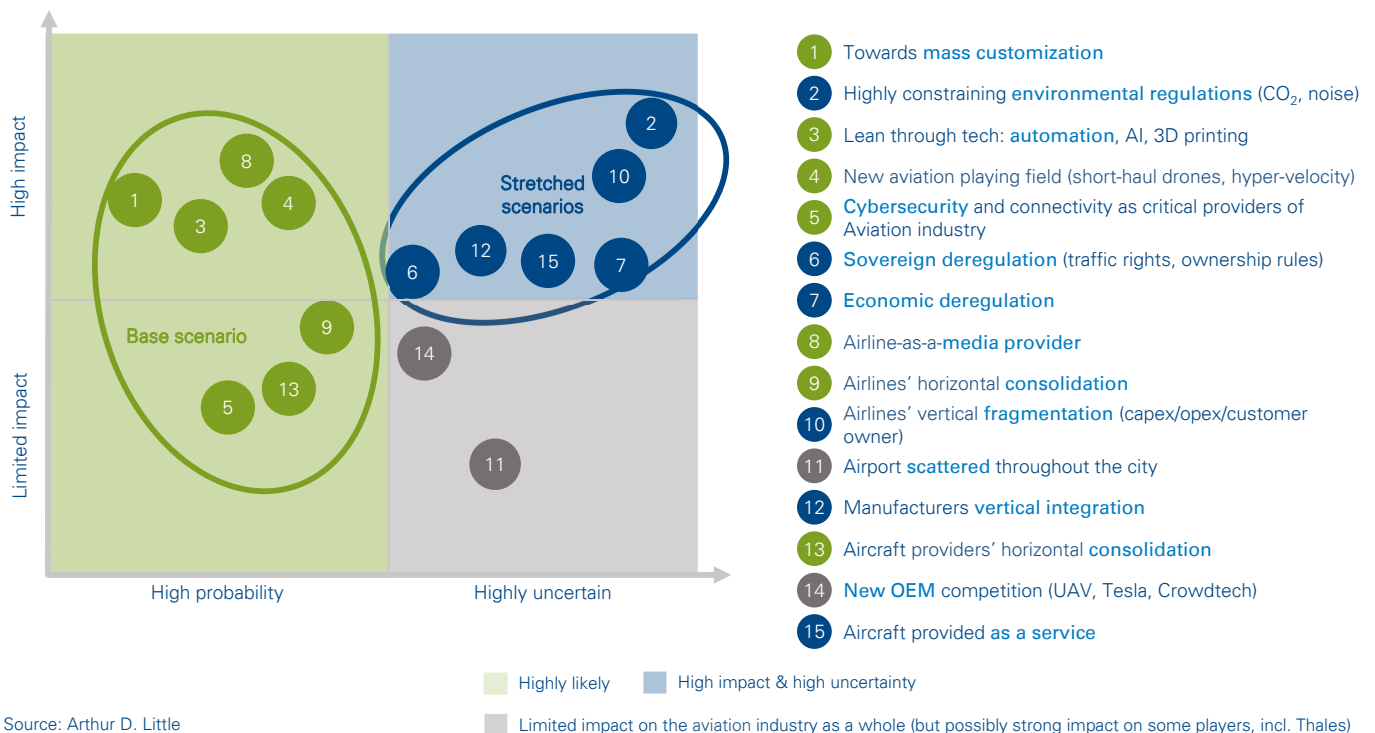 High impact
Limited impact
8
1
4
3
9
Base scenario
13
5
2
10
Stretched
scenarios
12
15
7
6
14
11
High probability
Highly uncertain
1 Towards mass customization
2 Highly constraining environmental regulations (CO₂, noise)
3 Lean through tech: automation, AI, 3D printing
4 New aviation playing field (short-haul drones, hyper-velocity)
5 Cybersecurity and connectivity as critical providers of
Aviation industry
6 Sovereign deregulation (traffic rights, ownership rules)
7 Economic deregulation
8 Airline-as-a-media provider
9 Airlines' horizontal consolidation
10 Airlines' vertical fragmentation (capex/opex/customer
owner)
11 Airport scattered throughout the city
12 Manufacturers vertical integration
13 Aircraft providers' horizontal consolidation
14 New OEM competition (UAV, Tesla, Crowdtech)
15 Aircraft provided as a service
Highly likely
High impact & high uncertainty
Limited impact on the aviation industry as a whole (but possibly strong impact on some players, incl. Thales)
Source: Arthur D. Little